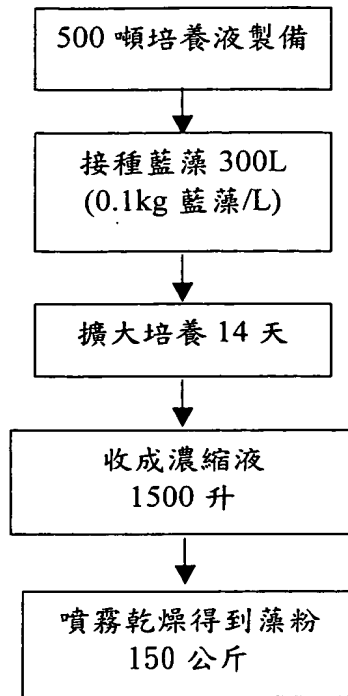 500 噸培養液製備
接種藍藻 300L
(0.1kg 藍藻/L)
擴大培養 14 天
收成濃縮液
1500 升
噴霧乾燥得到藻粉
150 公斤